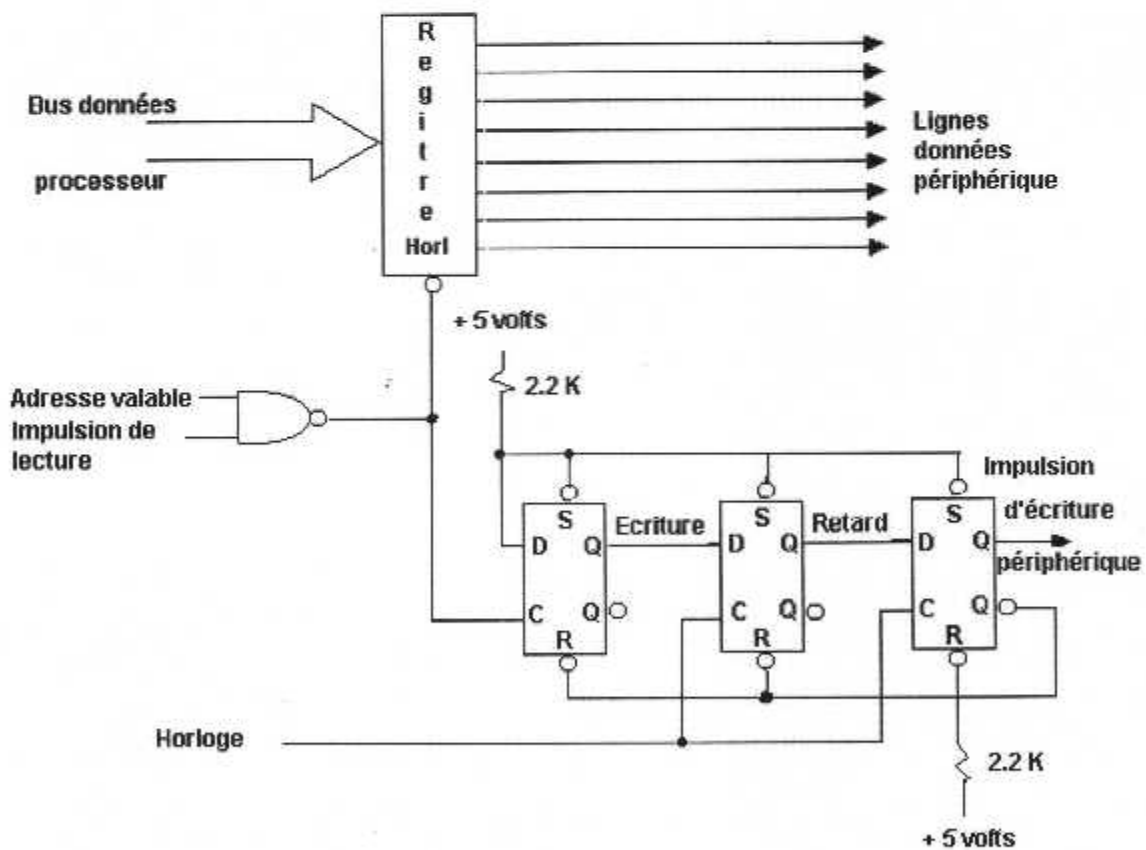 Regitre
Horl
Bus données
processeur
Lignes
données
périphérique
+ 5 volts
2.2 K
Adresse valable
Impulsion de
lecture
Impulsion
d'écriture
périphérique
S
D
Q
Ecriture
C
Q
R
S
D
Q
Retard
C
Q
R
S
D
Q
C
Q
R
Horloge
2.2 K
+ 5 volts